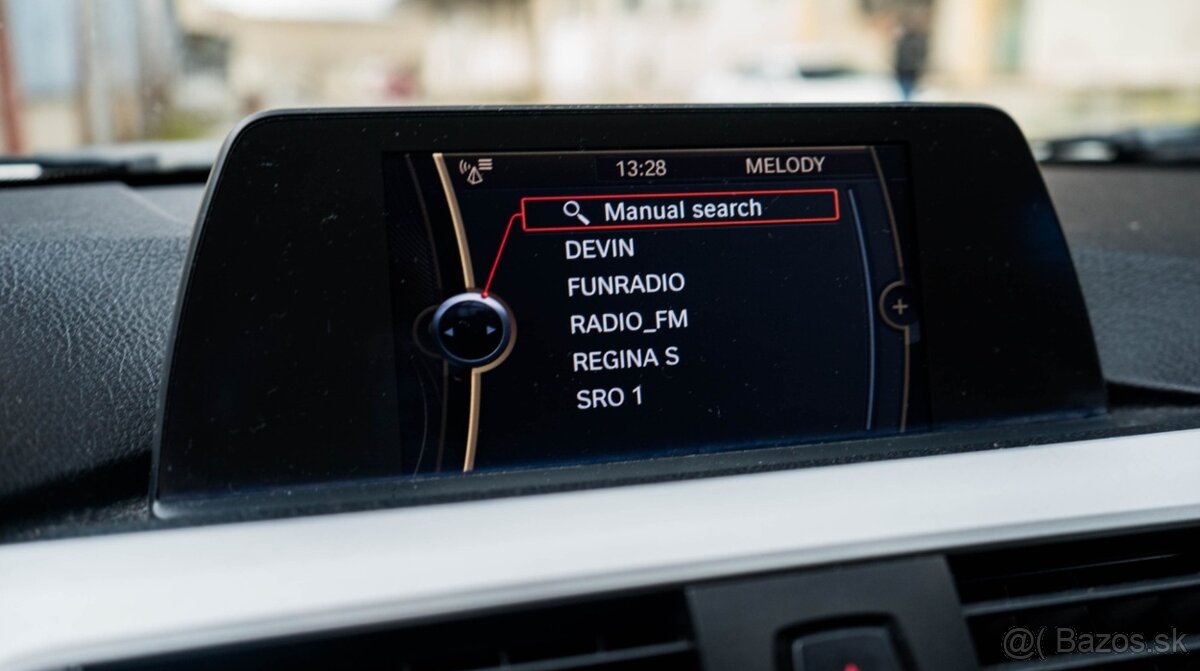 13:28 MELODY
Manual search
DEVIN
FUNRADIO
RADIO_FM
REGINA S
SRO 1
@( Bazos.sk